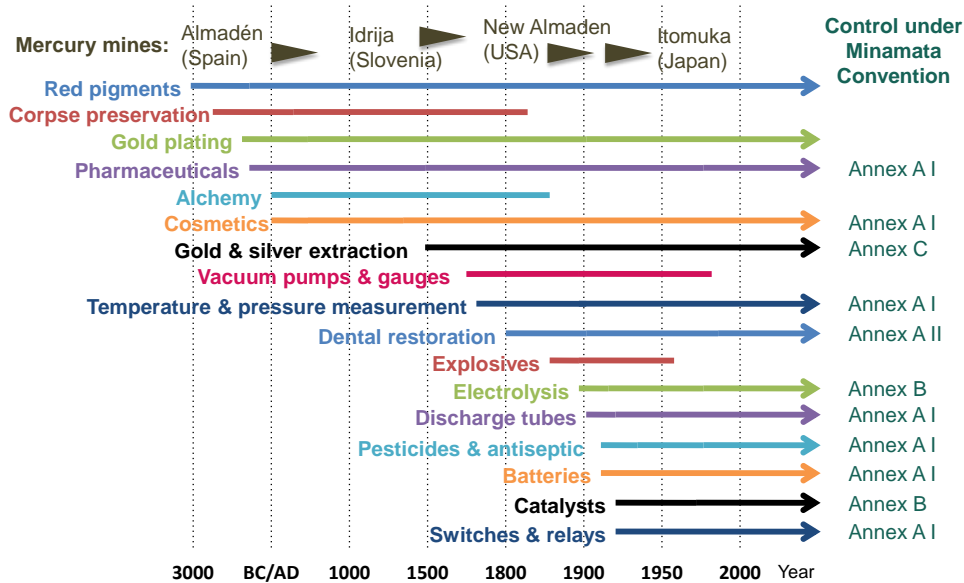 Mercury mines:
Almadén
(Spain)
Idrija
(Slovenia)
New Almaden
(USA)
Itomuka
(Japan)
Control under
Minamata
Convention
Red pigments
Corpse preservation
Gold plating
Pharmaceuticals
Annex A I
Alchemy
Cosmetics
Annex A I
Gold & silver extraction
Annex C
Vacuum pumps & gauges
Temperature & pressure measurement
Annex A I
Dental restoration
Annex A II
Explosives
Electrolysis
Annex B
Discharge tubes
Annex A I
Pesticides & antiseptic
Annex A I
Batteries
Annex A I
Catalysts
Annex B
Switches & relays
Annex A I
3000 BC/AD 1000 1500 1800 1900 1950 2000 Year